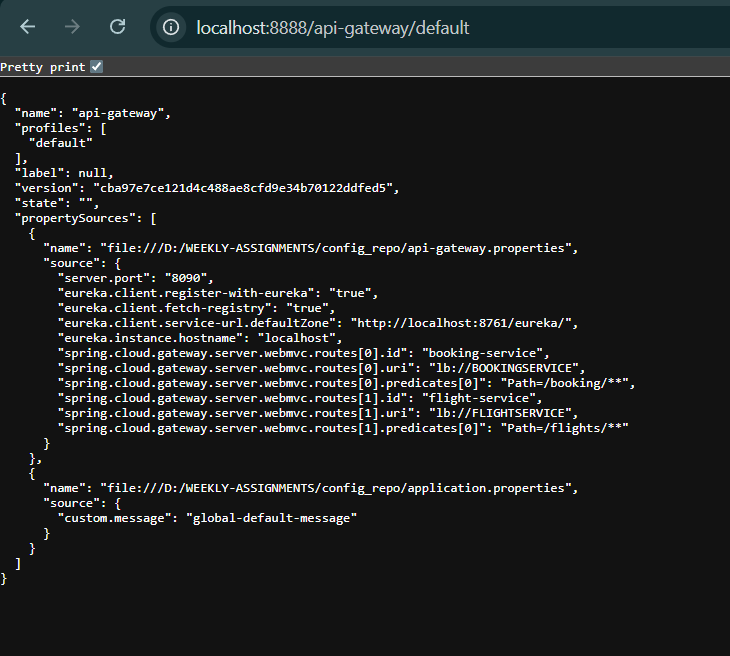 localhost:8888/api-gateway/default
Pretty print
{
  "name": "api-gateway",
  "profiles": [
    "default"
  ],
  "label": null,
  "version": "cba97e7ce121d4c488ae8cfd9e34b70122ddfed5",
  "state": "",
  "propertySources": [
    {
      "name": "file:///D:/WEEKLY-ASSIGNMENTS/config_repo/api-gateway.properties",
      "source": {
        "server.port": "8090",
        "eureka.client.register-with-eureka": "true",
        "eureka.client.fetch-registry": "true",
        "eureka.client.service-url.defaultZone": "http://localhost:8761/eureka/",
        "eureka.instance.hostname": "localhost",
        "spring.cloud.gateway.server.webmvc.routes[0].id": "booking-service",
        "spring.cloud.gateway.server.webmvc.routes[0].uri": "lb://BOOKINGSERVICE",
        "spring.cloud.gateway.server.webmvc.routes[0].predicates[0]": "Path=/booking/**",
        "spring.cloud.gateway.server.webmvc.routes[1].id": "flight-service",
        "spring.cloud.gateway.server.webmvc.routes[1].uri": "lb://FLIGHTSERVICE",
        "spring.cloud.gateway.server.webmvc.routes[1].predicates[0]": "Path=/flights/**"
      }
    },
    {
      "name": "file:///D:/WEEKLY-ASSIGNMENTS/config_repo/application.properties",
      "source": {
        "custom.message": "global-default-message"
      }
    }
  ]
}